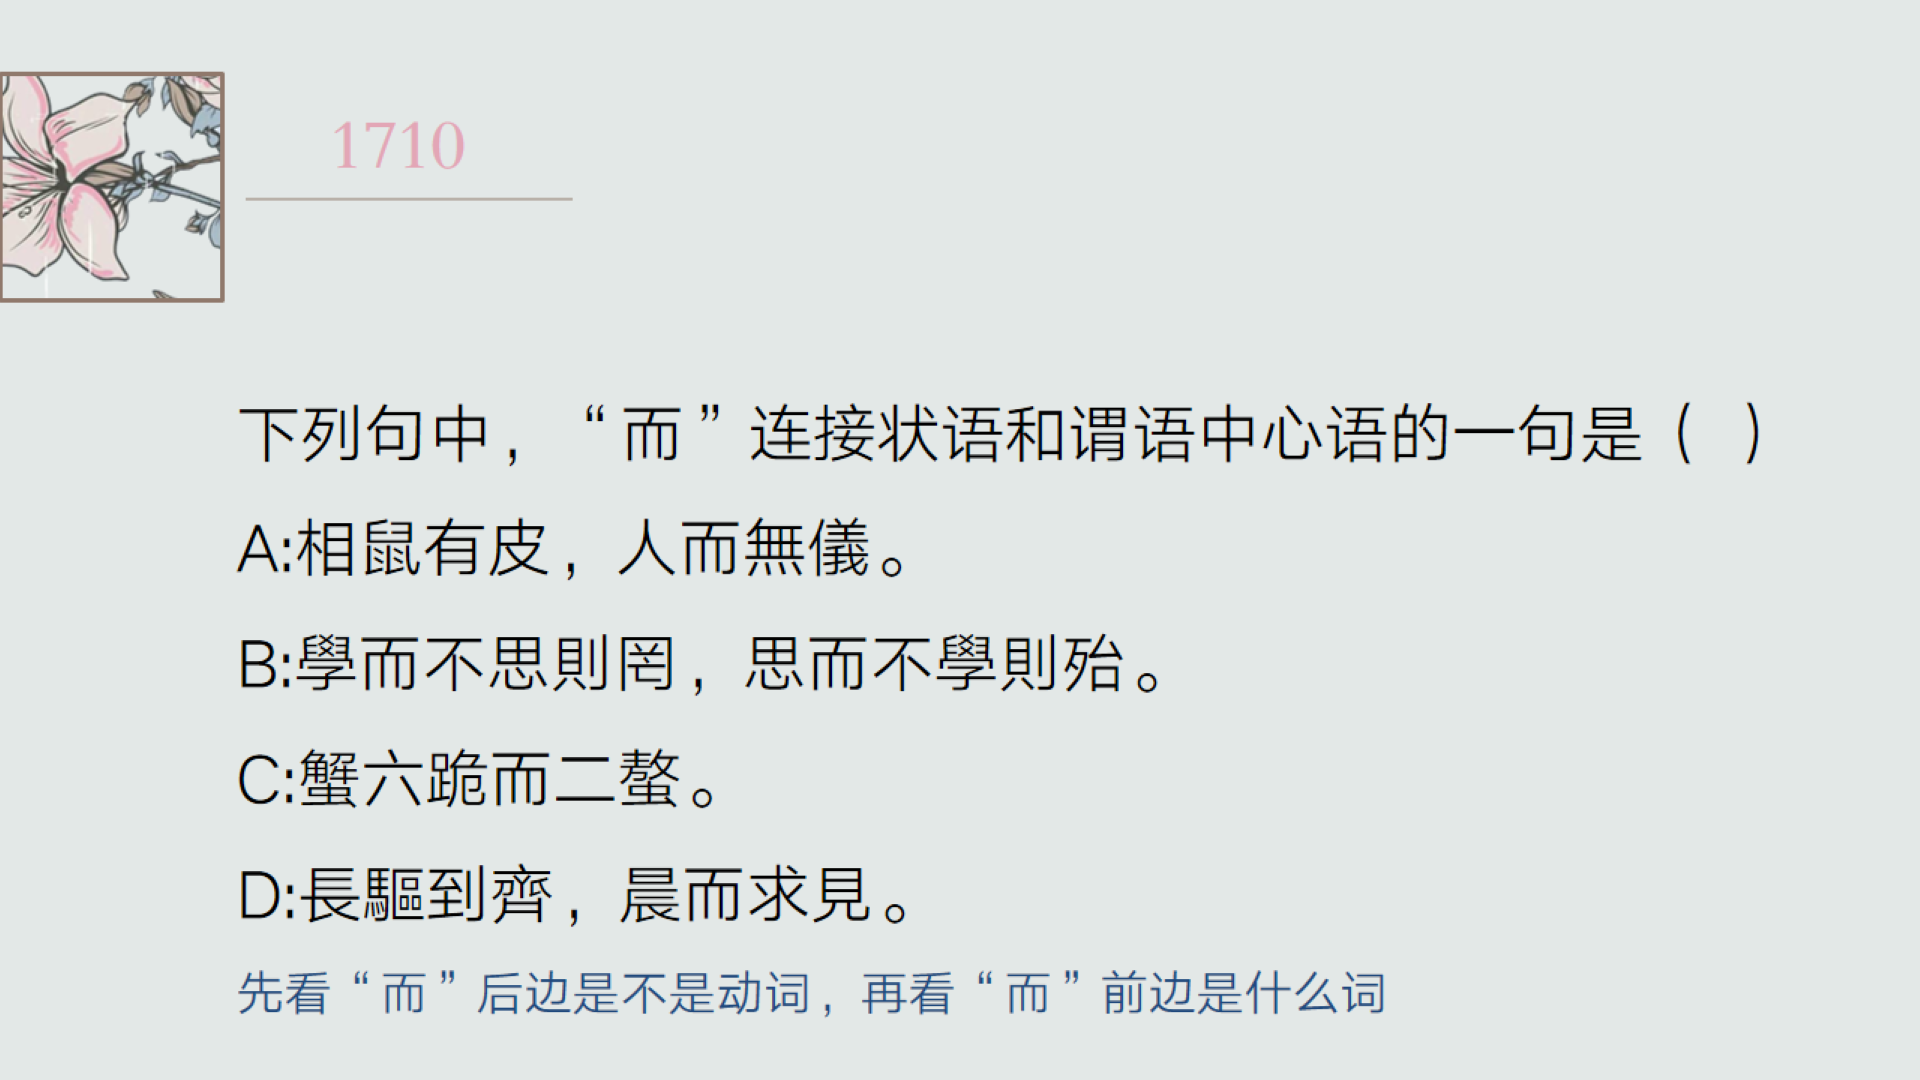 1710
下列句中，“而”连接状语和谓语中心语的一句是（ ）
A:相鼠有皮，人而無儀。
B:學而不思則罔，思而不學則殆。
C:蟹六跪而二螯。
D:長驅到齊，晨而求見。
先看“而”后边是不是动词，再看“而”前边是什么词